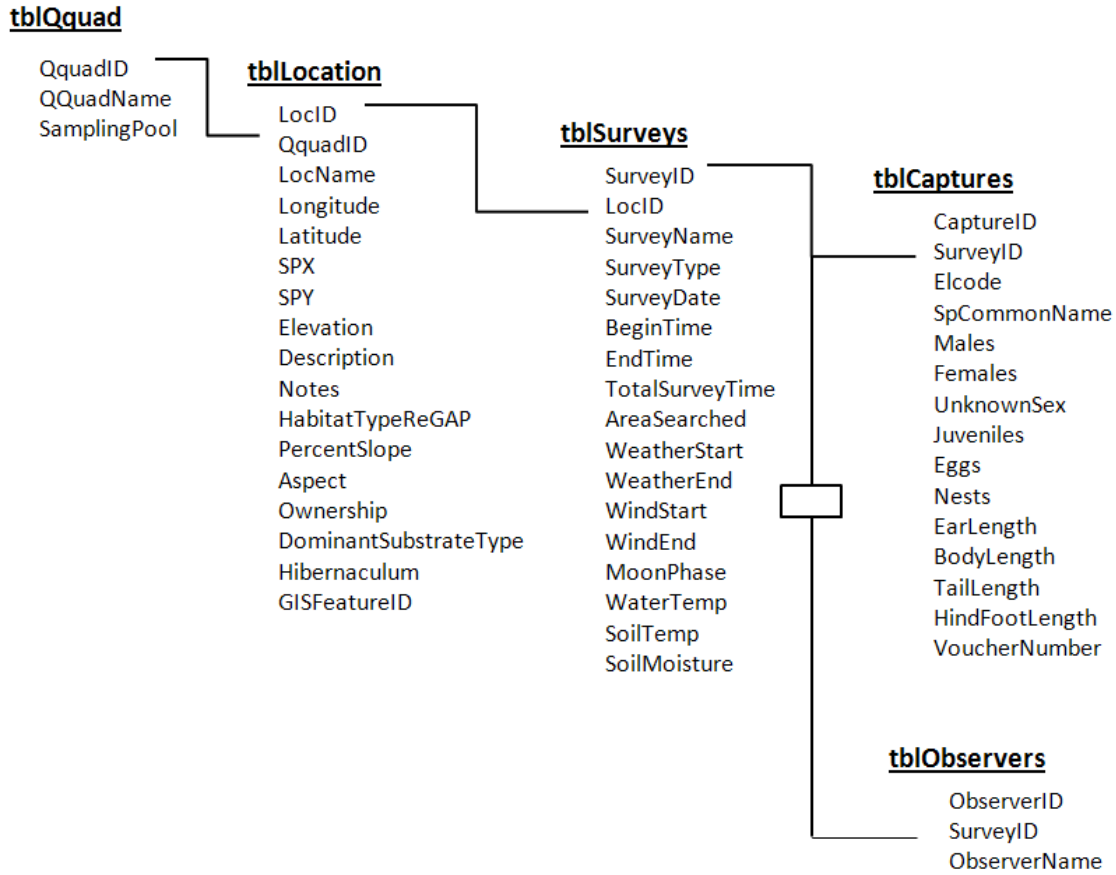 tblQquad
QquadID
QQuadName
SamplingPool
tblLocation
LocID
QquadID
LocName
Longitude
Latitude
SPX
SPY
Elevation
Description
Notes
HabitatTypeReGAP
PercentSlope
Aspect
Ownership
DominantSubstrateType
Hibernaculum
GISFeatureID
tblSurveys
SurveyID
LocID
SurveyName
SurveyType
SurveyDate
BeginTime
EndTime
TotalSurveyTime
AreaSearched
WeatherStart
WeatherEnd
WindStart
WindEnd
MoonPhase
WaterTemp
SoilTemp
SoilMoisture
tblCaptures
CaptureID
SurveyID
Elcode
SpCommonName
Males
Females
UnknownSex
Juveniles
Eggs
Nests
EarLength
BodyLength
TailLength
HindFootLength
VoucherNumber
tblObservers
ObserverID
SurveyID
ObserverName